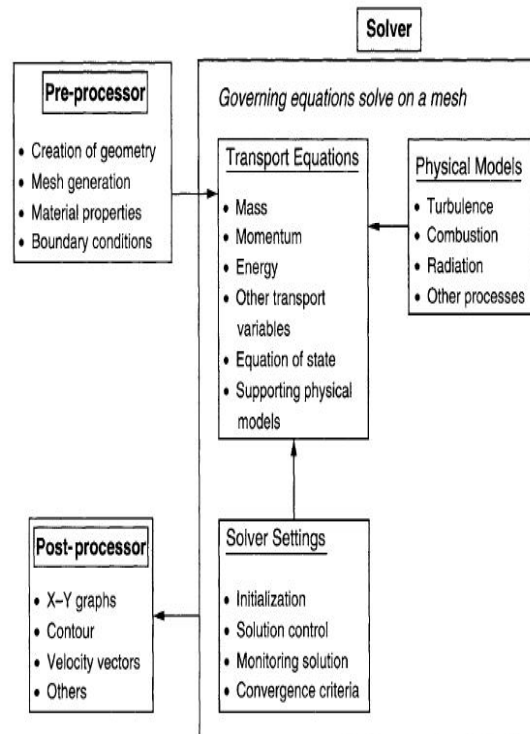 Solver
Pre-processor
• Creation of geometry
• Mesh generation
• Material properties
• Boundary conditions
Governing equations solve on a mesh
Transport Equations
• Mass
• Momentum
• Energy
• Other transport
variables
• Equation of state
• Supporting physical
models
Physical Models
• Turbulence
• Combustion
• Radiation
• Other processes
Solver Settings
• Initialization
• Solution control
• Monitoring solution
• Convergence criteria
Post-processor
• X–Y graphs
• Contour
• Velocity vectors
• Others